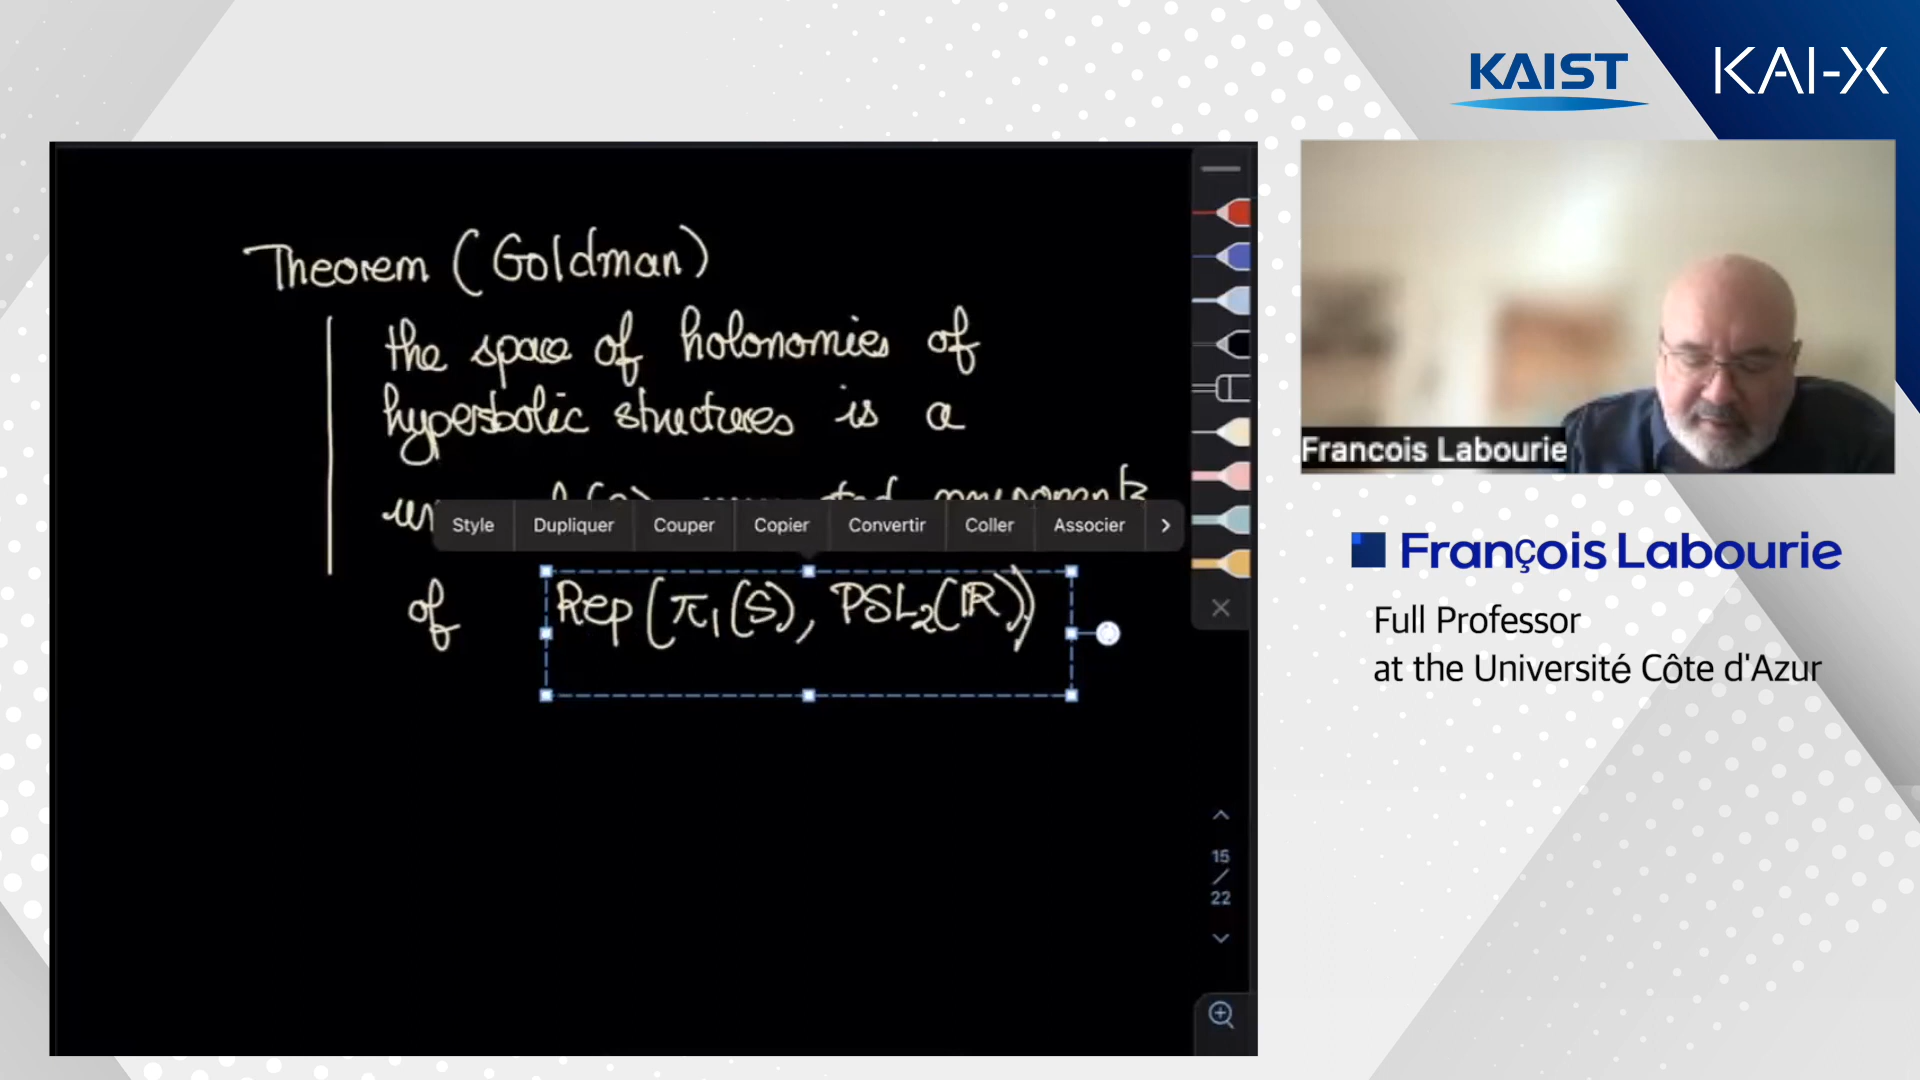 KAIST
KAI-X
Theorem (Goldman)
the space of holonomies of
hyperbolic structures is a
components
Style Dupliquer Couper Copier Convertir Coller Associer
of Rep (π₁(S), PSL₂(ℝ))
15
/
22
Francois Labourie
François Labourie
Full Professor
at the Université Côte d'Azur